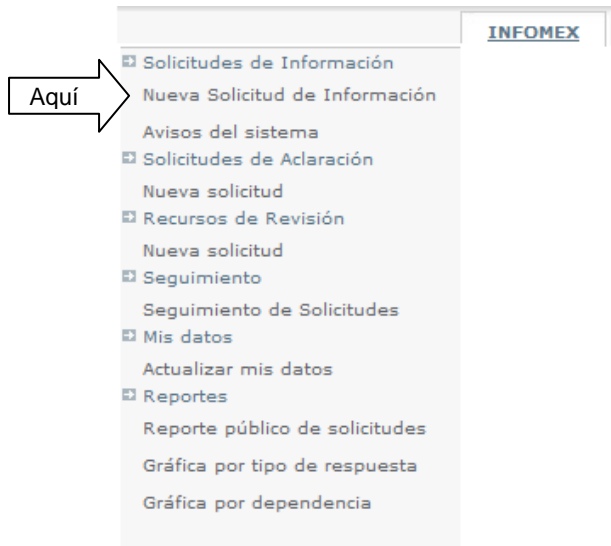 INFOMEX
Solicitudes de Información
Aquí
Nueva Solicitud de Información
Avisos del sistema
Solicitudes de Aclaración
Nueva solicitud
Recursos de Revisión
Nueva solicitud
Seguimiento
Seguimiento de Solicitudes
Mis datos
Actualizar mis datos
Reportes
Reporte público de solicitudes
Gráfica por tipo de respuesta
Gráfica por dependencia